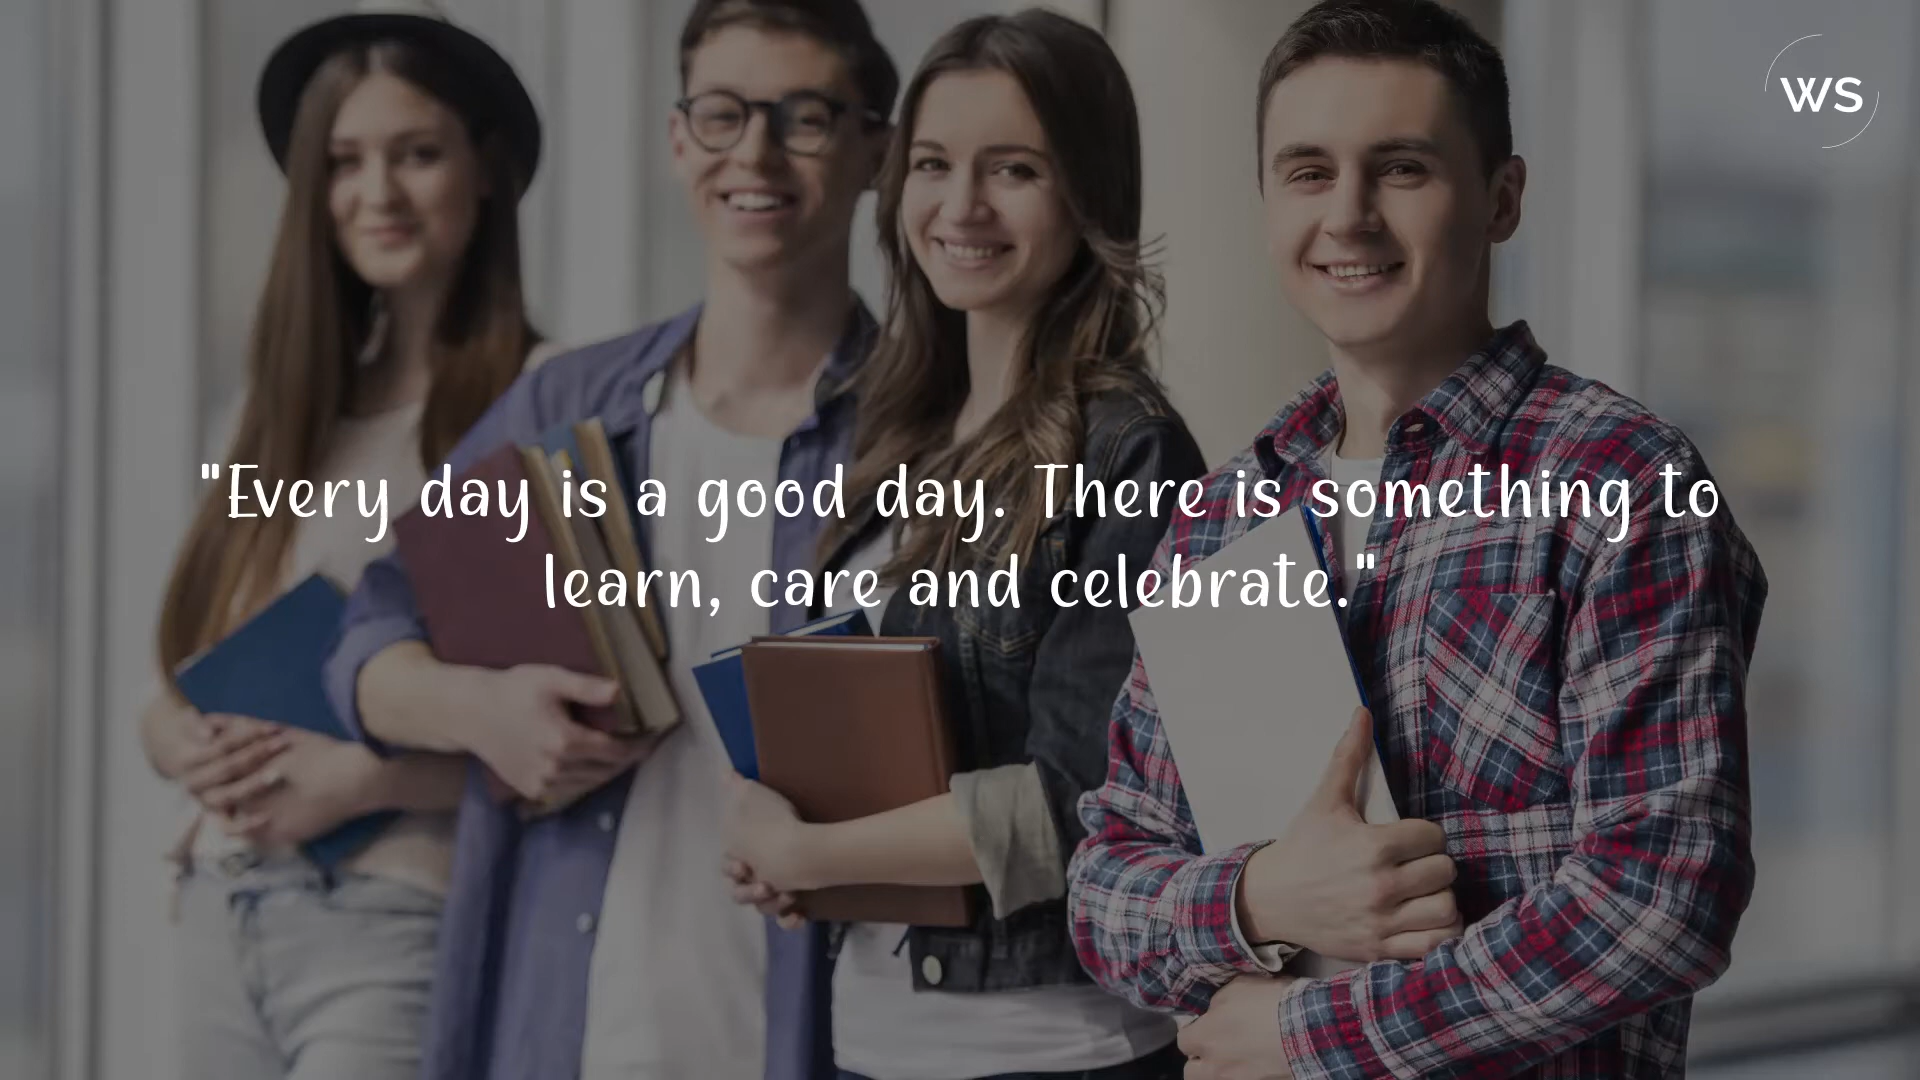 WS
"Every day is a good day. There is something to
learn, care and celebrate."